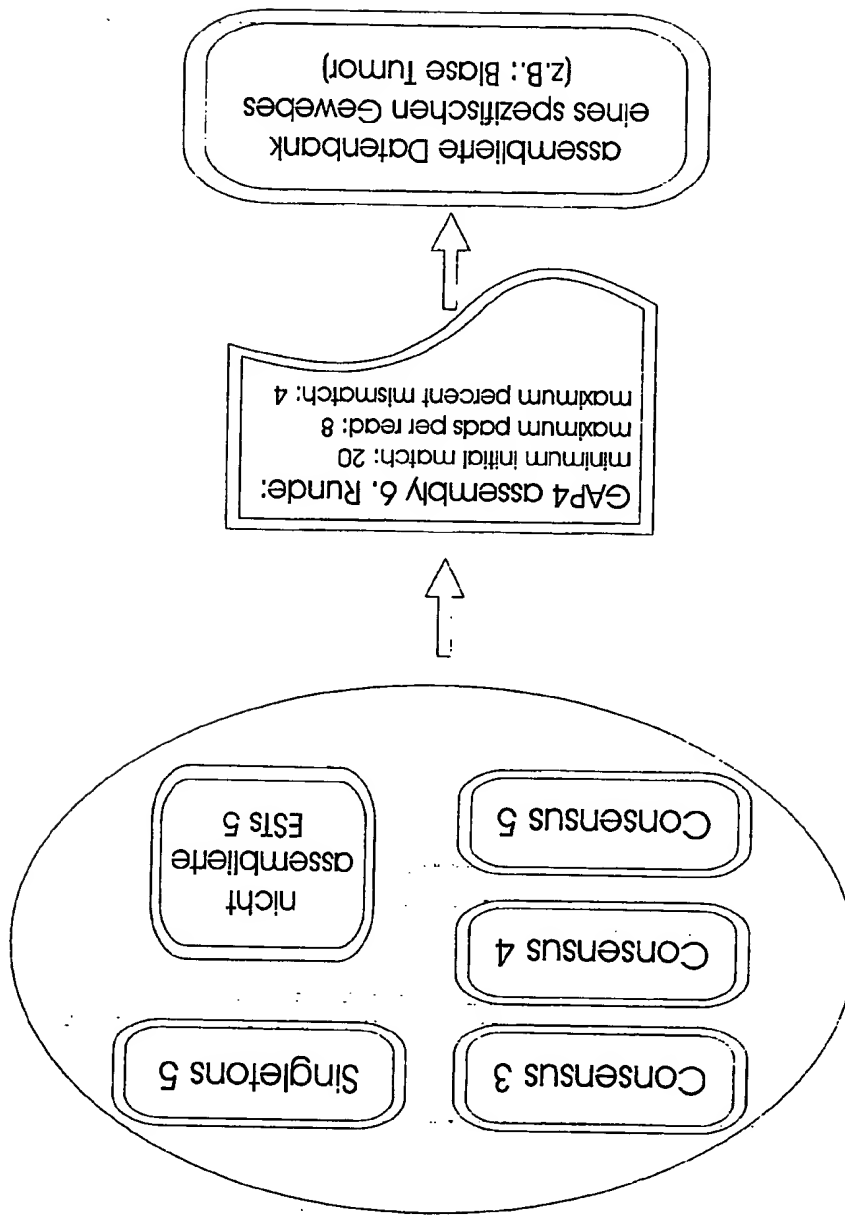 Consensus 3
Singletons 5
Consensus 4
nicht
assemblierte
ESTs 5
Consensus 5
GAP4 assembly 6. Runde:
minimum initial match: 20
maximum pads per read: 8
maximum percent mismatch: 4
assemblierte Datenbank
eines spezifischen Gewebes
(z.B.: Blase Tumor)